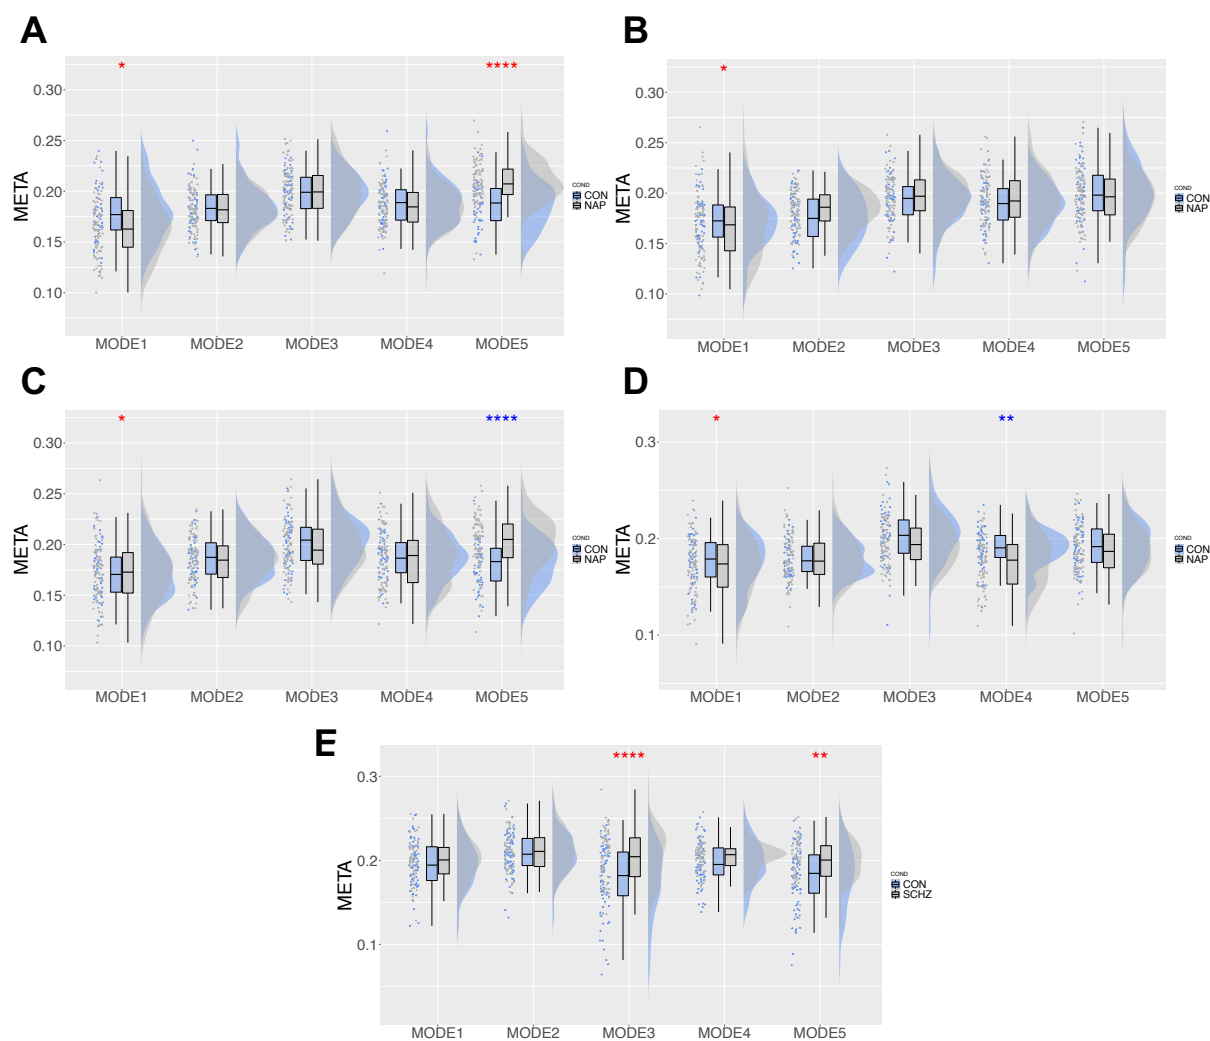 A
* ****
0.30
0.25
0.20
0.15
0.10
META
COND
CON
NAP
MODE1 MODE2 MODE3 MODE4 MODE5
B
*
0.30
0.25
0.20
0.15
0.10
META
COND
CON
NAP
MODE1 MODE2 MODE3 MODE4 MODE5
C
* ****
0.30
0.25
0.20
0.15
0.10
META
COND
CON
NAP
MODE1 MODE2 MODE3 MODE4 MODE5
D
* **
0.3
0.2
0.1
META
COND
CON
NAP
MODE1 MODE2 MODE3 MODE4 MODE5
E
**** **
0.3
0.2
0.1
META
COND
CON
SCHZ
MODE1 MODE2 MODE3 MODE4 MODE5